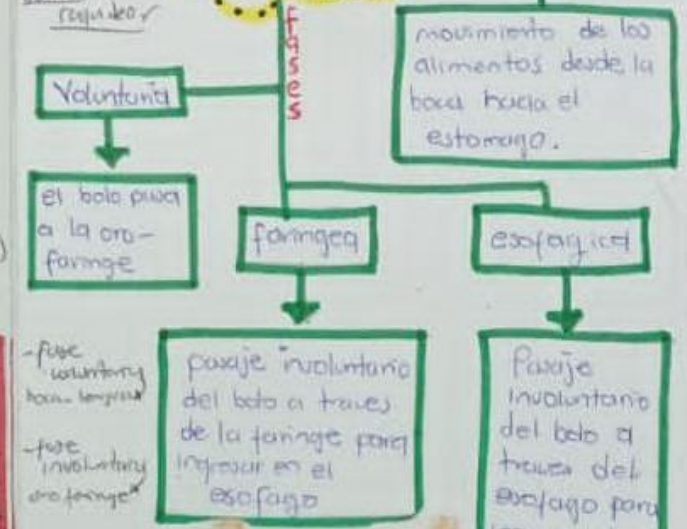 fases
movimiento de los
alimentos desde la
boca hacia el
estomago.
Voluntaria
el bolo pasa
a la oro-
faringe
faringea
esofagica
-fase
voluntary
boca-
-fase
involuntary
orofaringe
pasaje involuntario
del bolo a traves
de la faringe para
ingresar en el
esofago
Pasaje
involuntario
del bolo a
traves del
esofago para